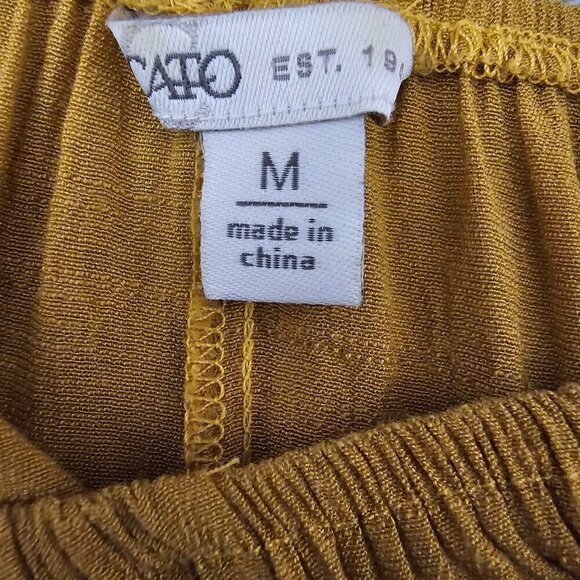 CATO EST. 19
M
made in
china